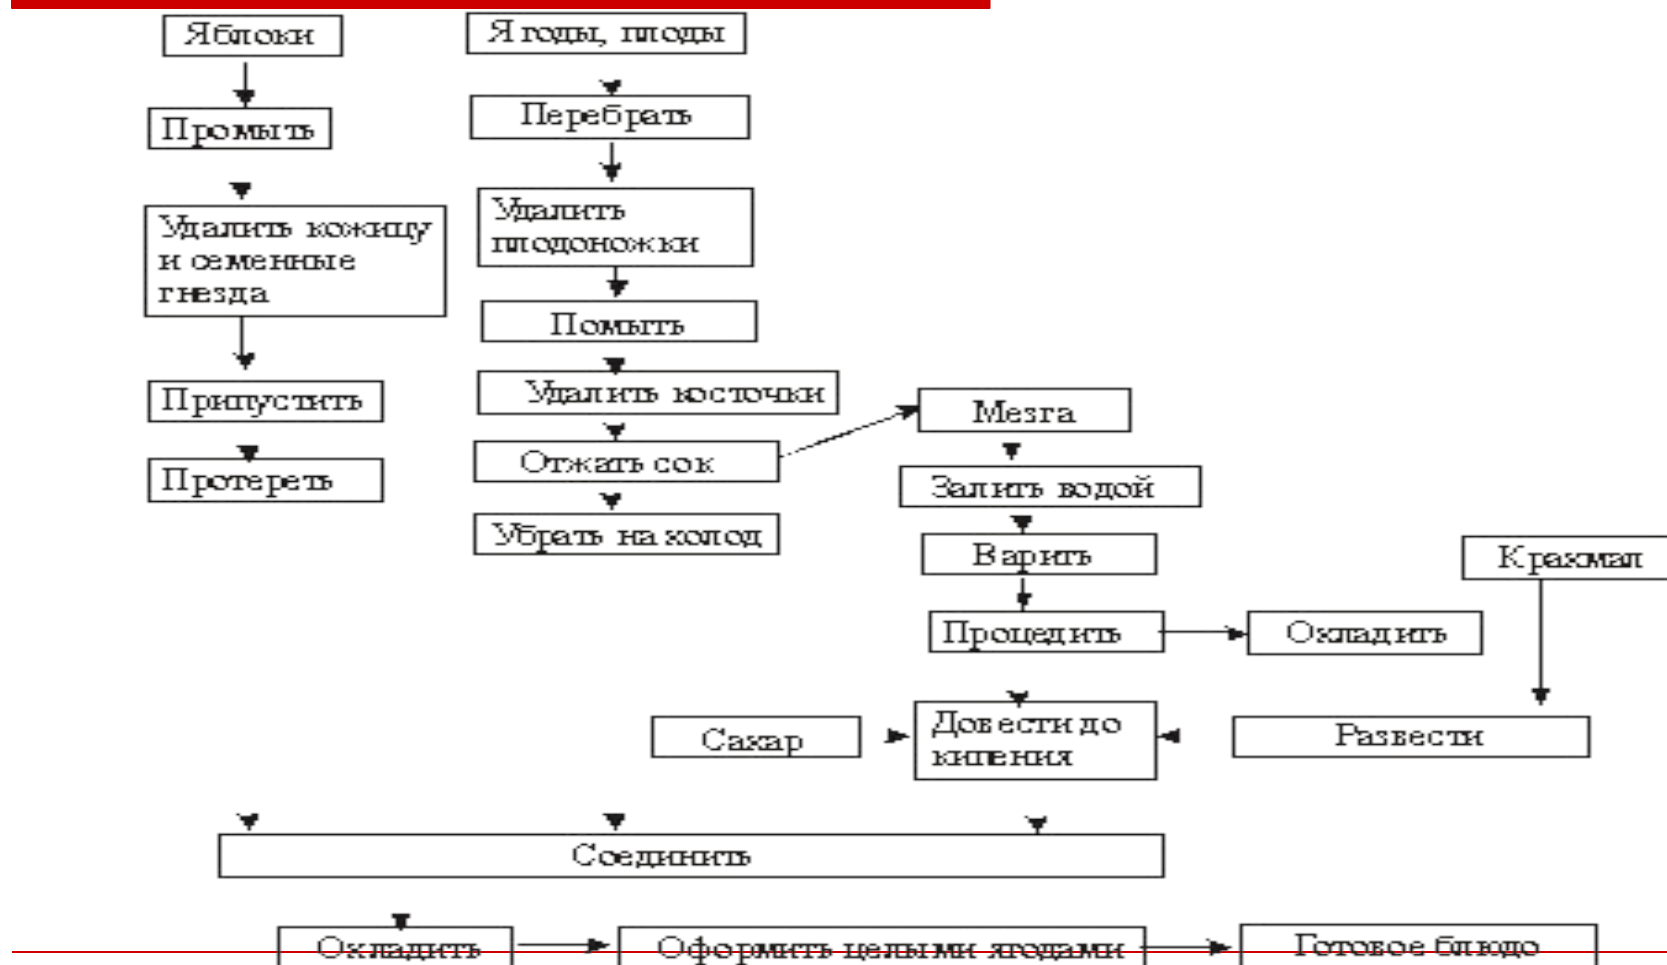 Яблоки
Промыть
Удалить кожицу
и семенные
гнезда
Припустить
Протереть
Ягоды, плоды
Перебрать
Удалить
плодоножки
Помыть
Удалить косточки
Отжать сок
Убрать на холод
Мезга
Залить водой
Варить
Процедить
Охладить
Крахмал
Развести
Сахар
Довести до
кипения
Соединить
Охладить
Оформить целыми ягодами
Готовое блюдо